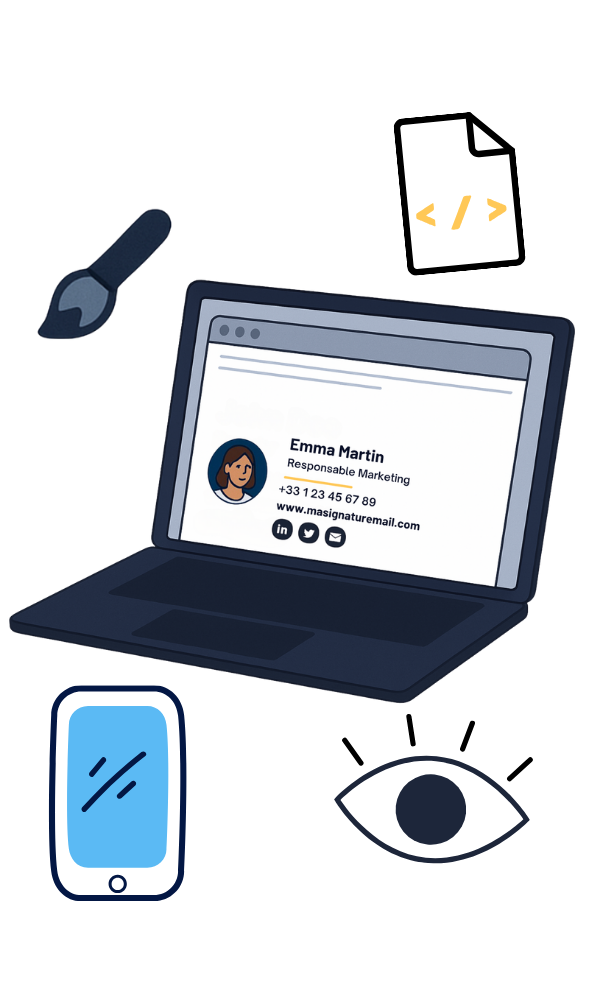 </>
Emma Martin
Responsable Marketing
+33 1 23 45 67 89
www.masignaturemail.com
in